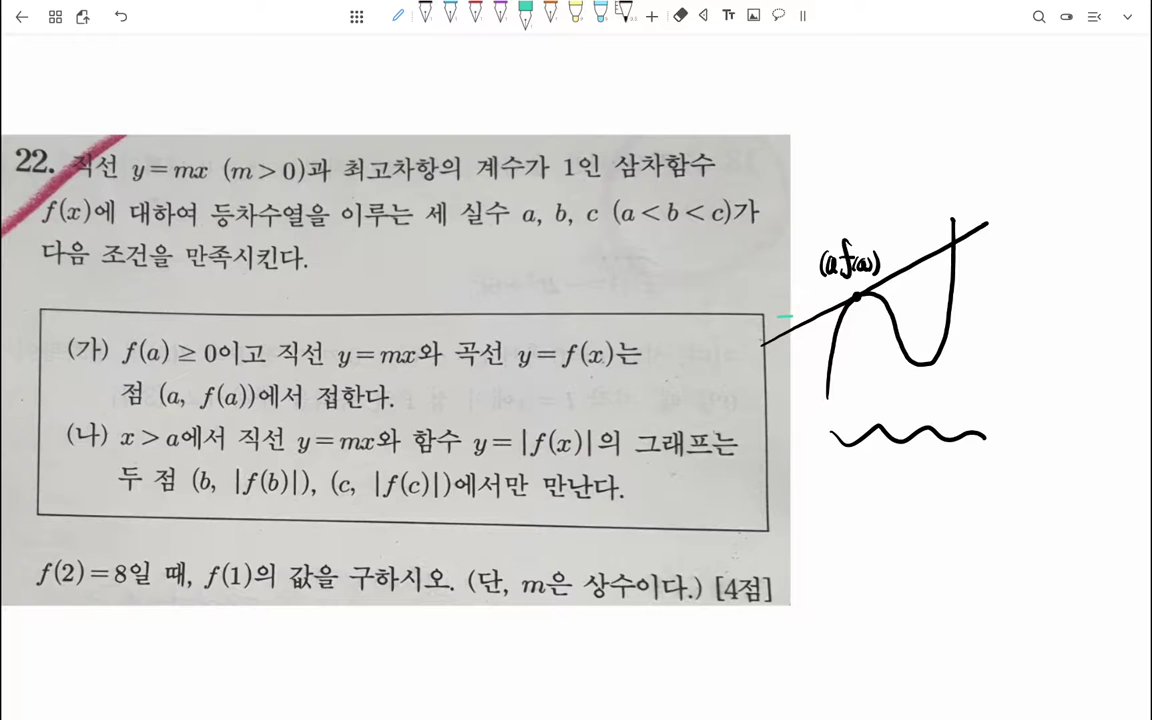 Tт
22. 직선 y=mx (m>0)과 최고차항의 계수가 1인 삼차함수
f(x)에 대하여 등차수열을 이루는 세 실수 a, b, c (a<b<c)가
다음 조건을 만족시킨다.
(a f(a))
(가) f(a)≥0이고 직선 y=mx와 곡선 y=f(x)는
점 (a, f(a))에서 접한다.
(나) x>a에서 직선 y=mx와 함수 y=|f(x)|의 그래프는
두 점 (b, |f(b)|), (c, |f(c)|)에서만 만난다.
f(2)=8일 때, f(1)의 값을 구하시오. (단, m은 상수이다.) [4점]